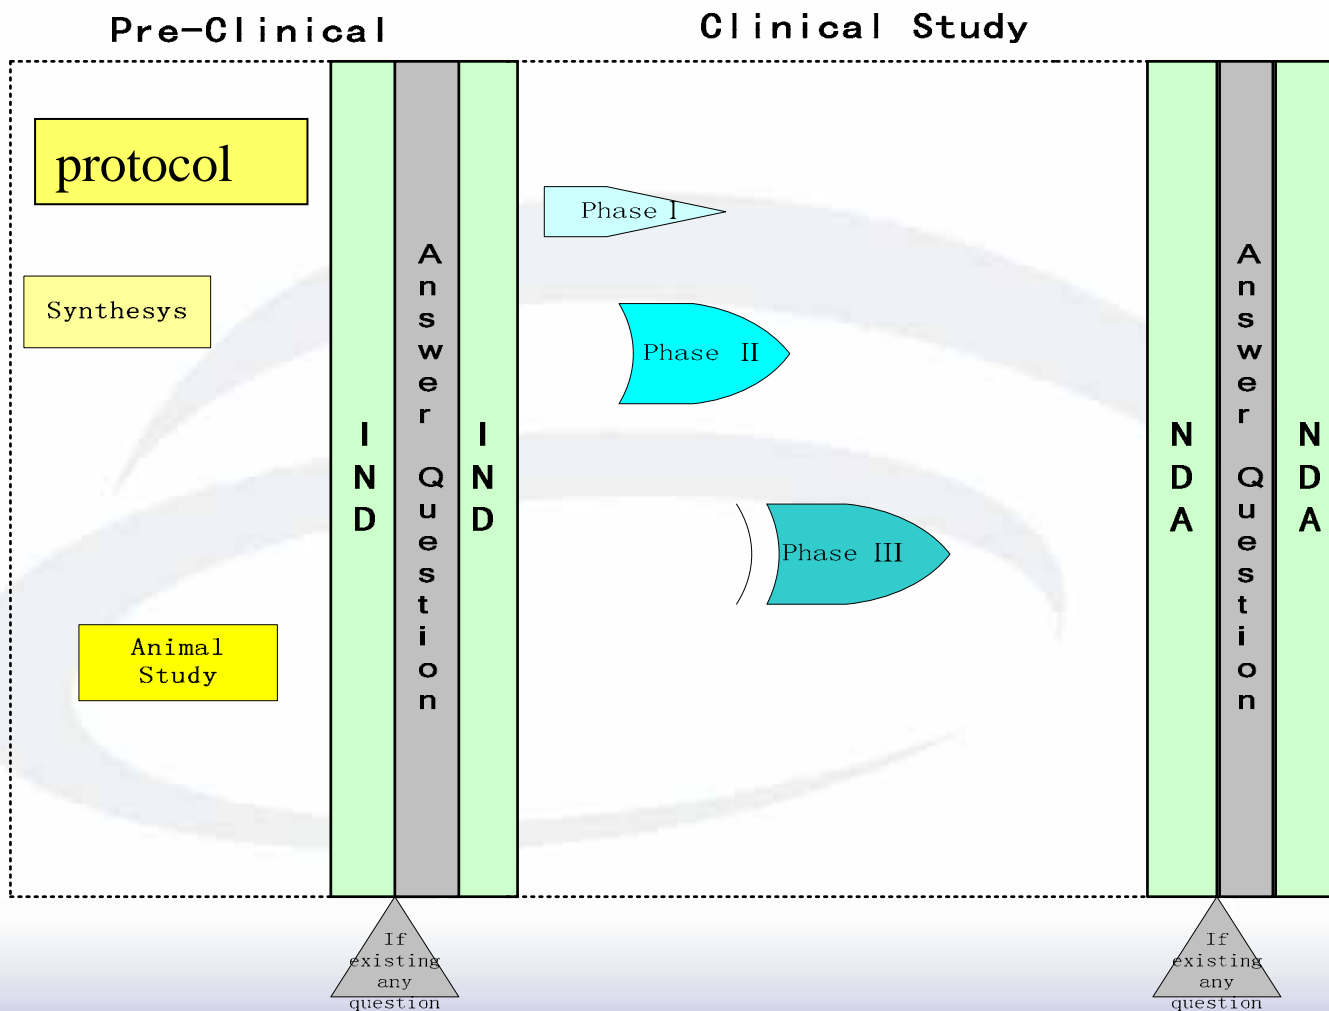 Pre-Clinical
Clinical Study
protocol
Synthesys
Animal
Study
IND
Answer Question
IND
Phase Ⅰ
Phase Ⅱ
Phase Ⅲ
NDA
Answer Question
NDA
If
existing
any
question
If
existing
any
question